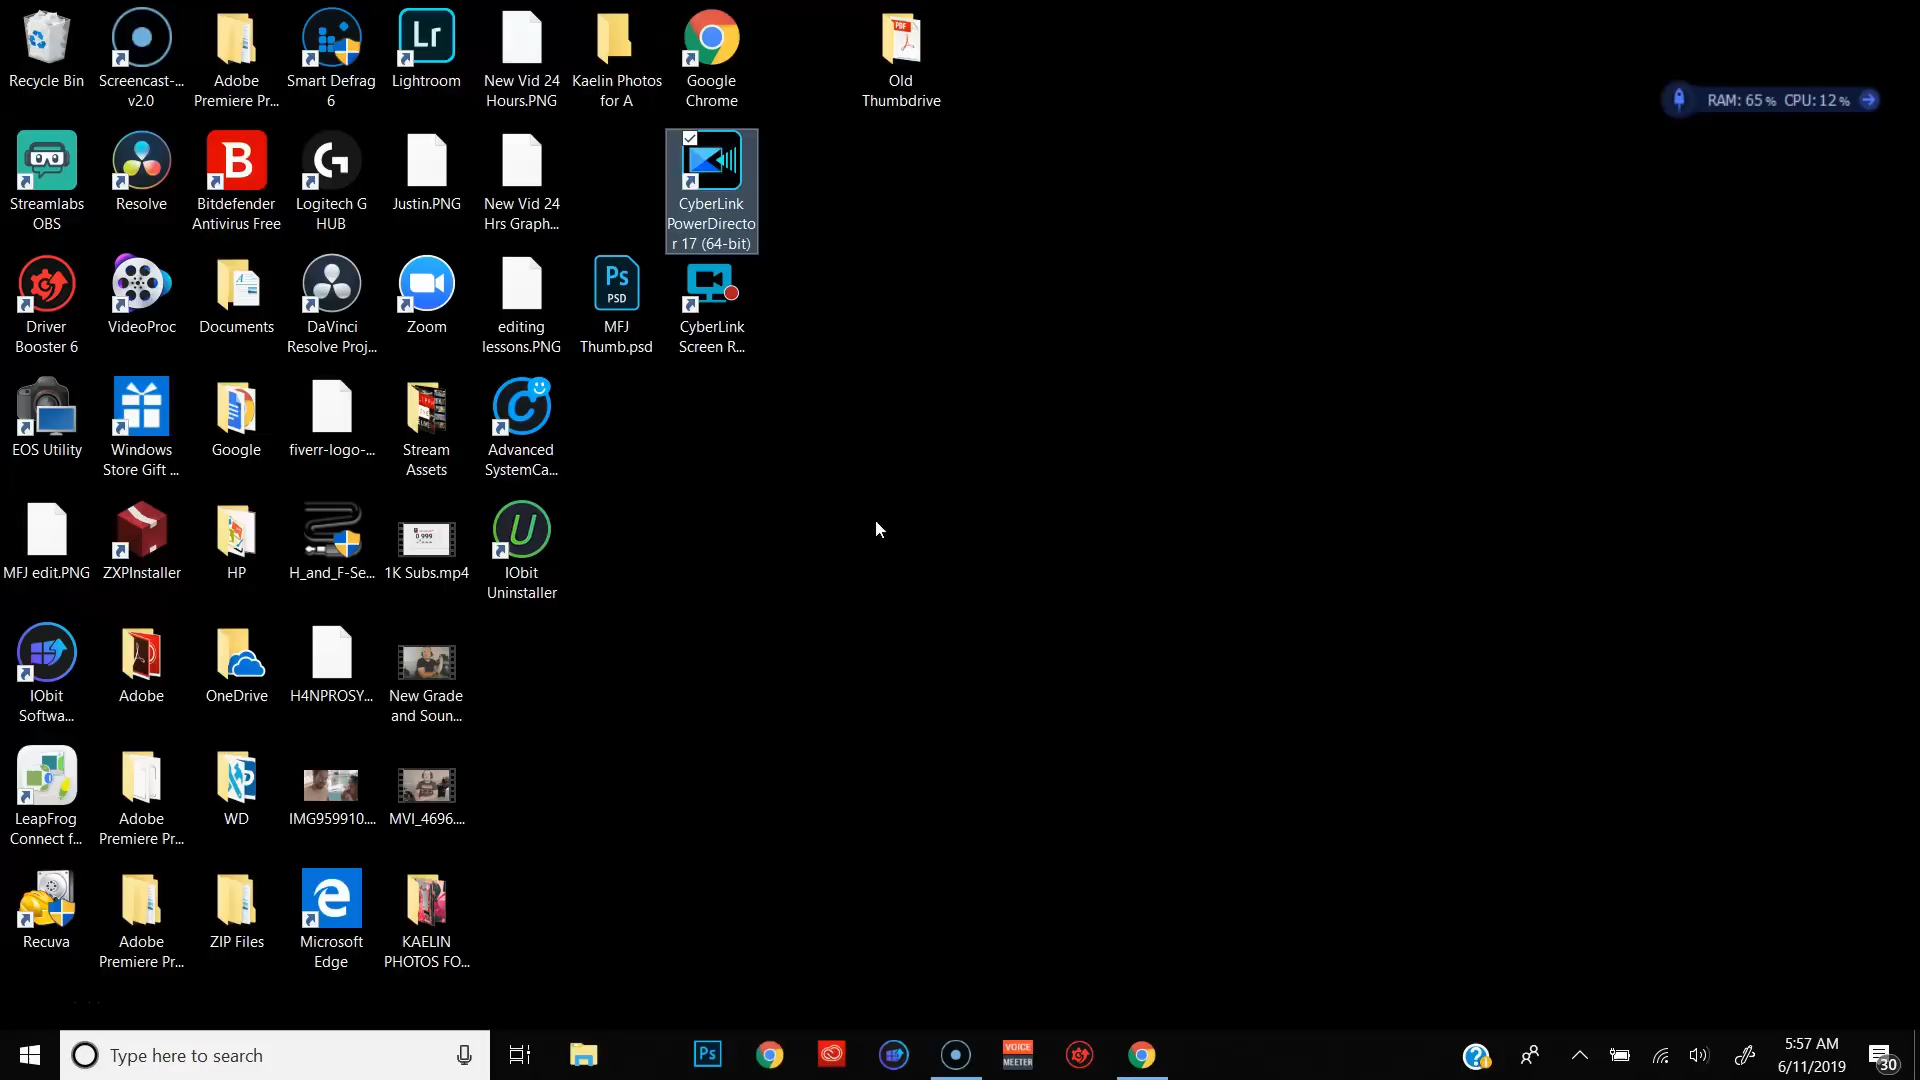 Recycle Bin
Screencast-...
v2.0
Adobe
Premiere Pr...
Smart Defrag
6
Lr
Lightroom
New Vid 24
Hours.PNG
Kaelin Photos
for A
Google
Chrome
PDF
Old
Thumbdrive
RAM: 65% CPU: 12%
Streamlabs
OBS
Resolve
B
Bitdefender
Antivirus Free
G
Logitech G
HUB
Justin.PNG
New Vid 24
Hrs Graph...
CyberLink
PowerDirecto
r 17 (64-bit)
Driver
Booster 6
VideoProc
Documents
DaVinci
Resolve Proj...
Zoom
editing
lessons.PNG
Ps
PSD
MFJ
Thumb.psd
CyberLink
Screen R...
EOS Utility
Windows
Store Gift ...
Google
fiverr-logo-...
Stream
Assets
Advanced
SystemCa...
MFJ edit.PNG
ZXPInstaller
HP
H_and_F-Se...
0 999
1K Subs.mp4
U
IObit
Uninstaller
IObit
Softwa...
Adobe
OneDrive
H4NPROSY...
New Grade
and Soun...
LeapFrog
Connect f...
Adobe
Premiere Pr...
WD
IMG959910....
MVI_4696....
Recuva
Adobe
Premiere Pr...
ZIP Files
Microsoft
Edge
KAELIN
PHOTOS FO...
Type here to search
Ps
VOICE
MEETER
5:57 AM
6/11/2019
30